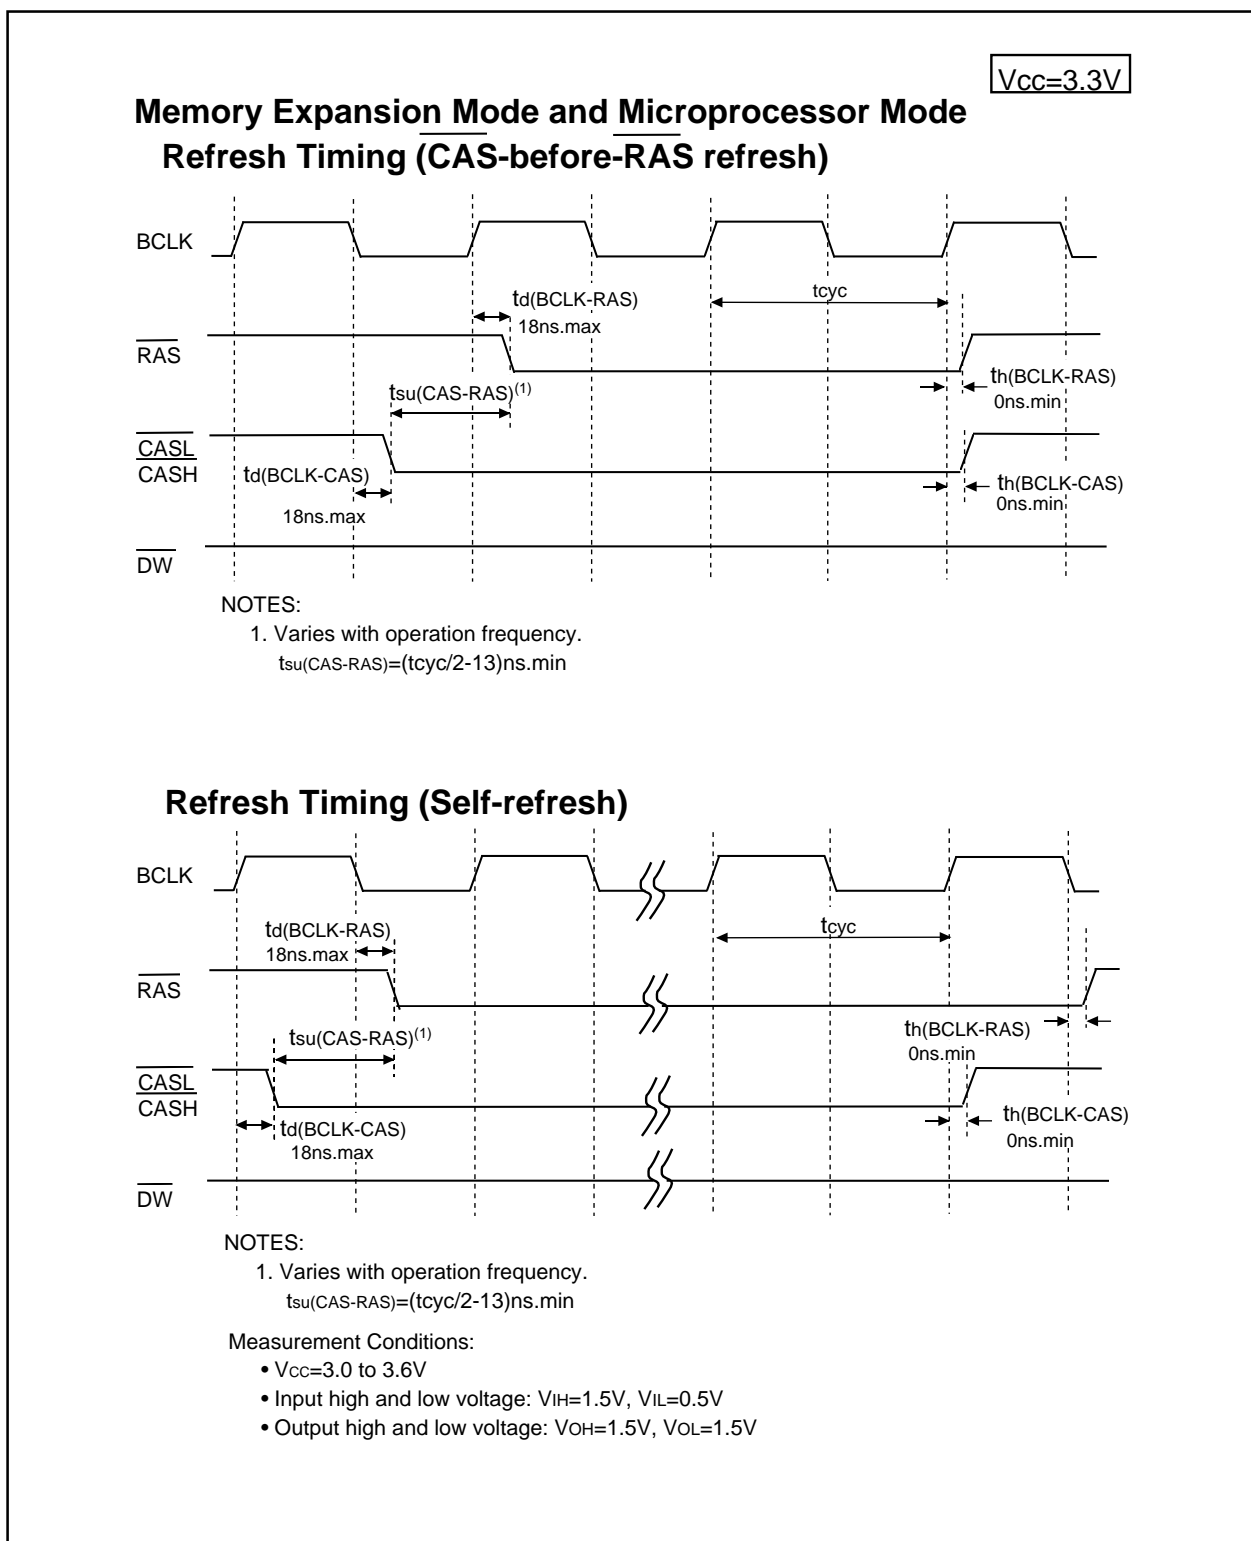 Vcc=3.3V
Memory Expansion Mode and Microprocessor Mode
Refresh Timing (CAS-before-RAS refresh)
BCLK
td(BCLK-RAS)
18ns.max
tcyc
RAS
th(BCLK-RAS)
0ns.min
tsu(CAS-RAS)(1)
CASL
CASH
td(BCLK-CAS)
18ns.max
th(BCLK-CAS)
0ns.min
DW
NOTES:
1. Varies with operation frequency.
tsu(CAS-RAS)=(tcyc/2-13)ns.min
Refresh Timing (Self-refresh)
BCLK
td(BCLK-RAS)
18ns.max
tcyc
RAS
tsu(CAS-RAS)(1)
th(BCLK-RAS)
0ns.min
CASL
CASH
td(BCLK-CAS)
18ns.max
th(BCLK-CAS)
0ns.min
DW
NOTES:
1. Varies with operation frequency.
tsu(CAS-RAS)=(tcyc/2-13)ns.min
Measurement Conditions:
• VCC=3.0 to 3.6V
• Input high and low voltage: VIH=1.5V, VIL=0.5V
• Output high and low voltage: VOH=1.5V, VOL=1.5V